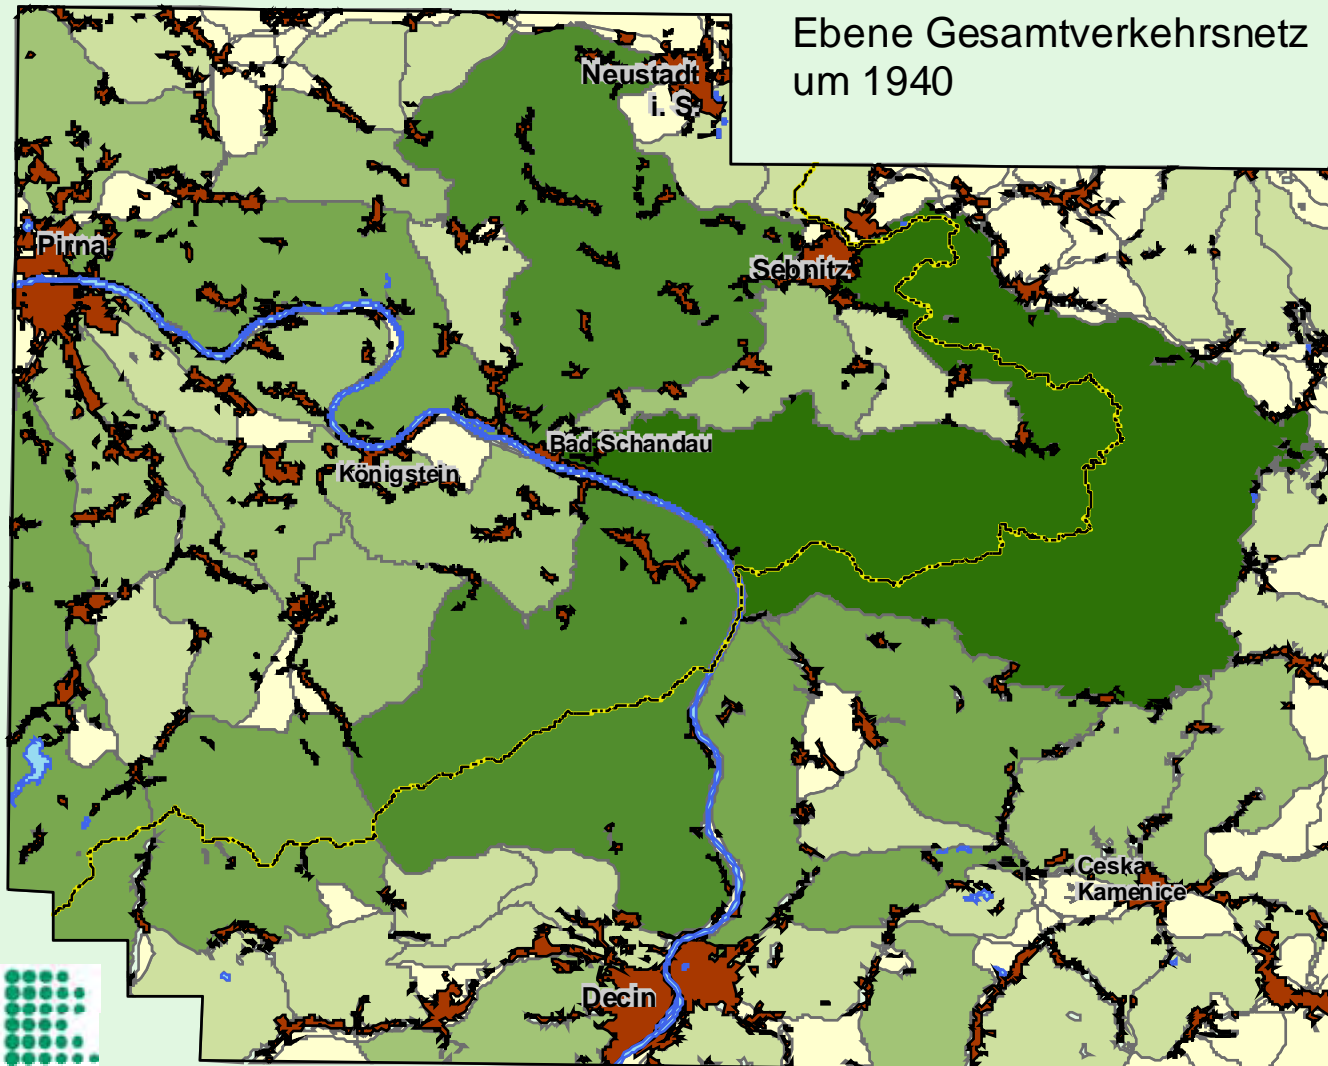 Ebene Gesamtverkehrsnetz
um 1940
Neustadt
i. S.
Pirna
Sebnitz
Bad Schandau
Königstein
Ceska
Kamenice
Decin